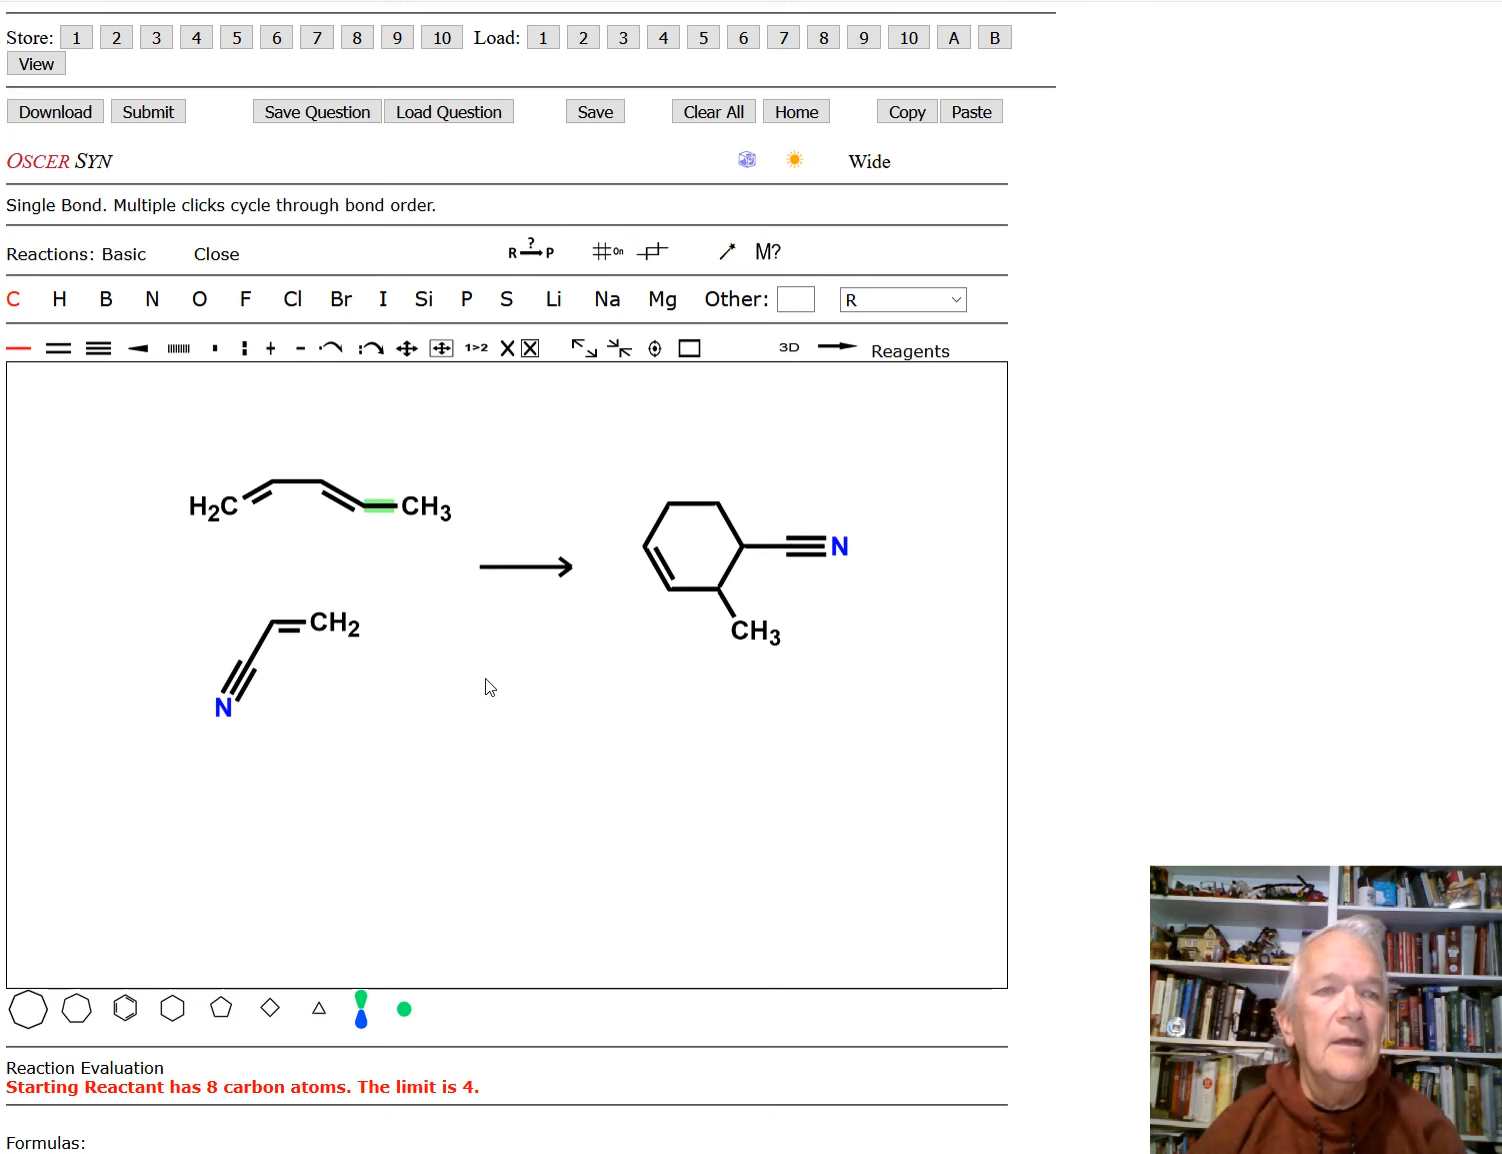 Store: 1 2 3 4 5 6 7 8 9 10 Load: 1 2 3 4 5 6 7 8 9 10 A B
View
Download Submit Save Question Load Question Save Clear All Home Copy Paste
OSCER SYN Wide
Single Bond. Multiple clicks cycle through bond order.
Reactions: Basic Close R ? P On M?
C H B N O F Cl Br I Si P S Li Na Mg Other: R
1>2 3D Reagents
H2C CH3
N
CH2
CH3
N
Reaction Evaluation
Starting Reactant has 8 carbon atoms. The limit is 4.
Formulas: